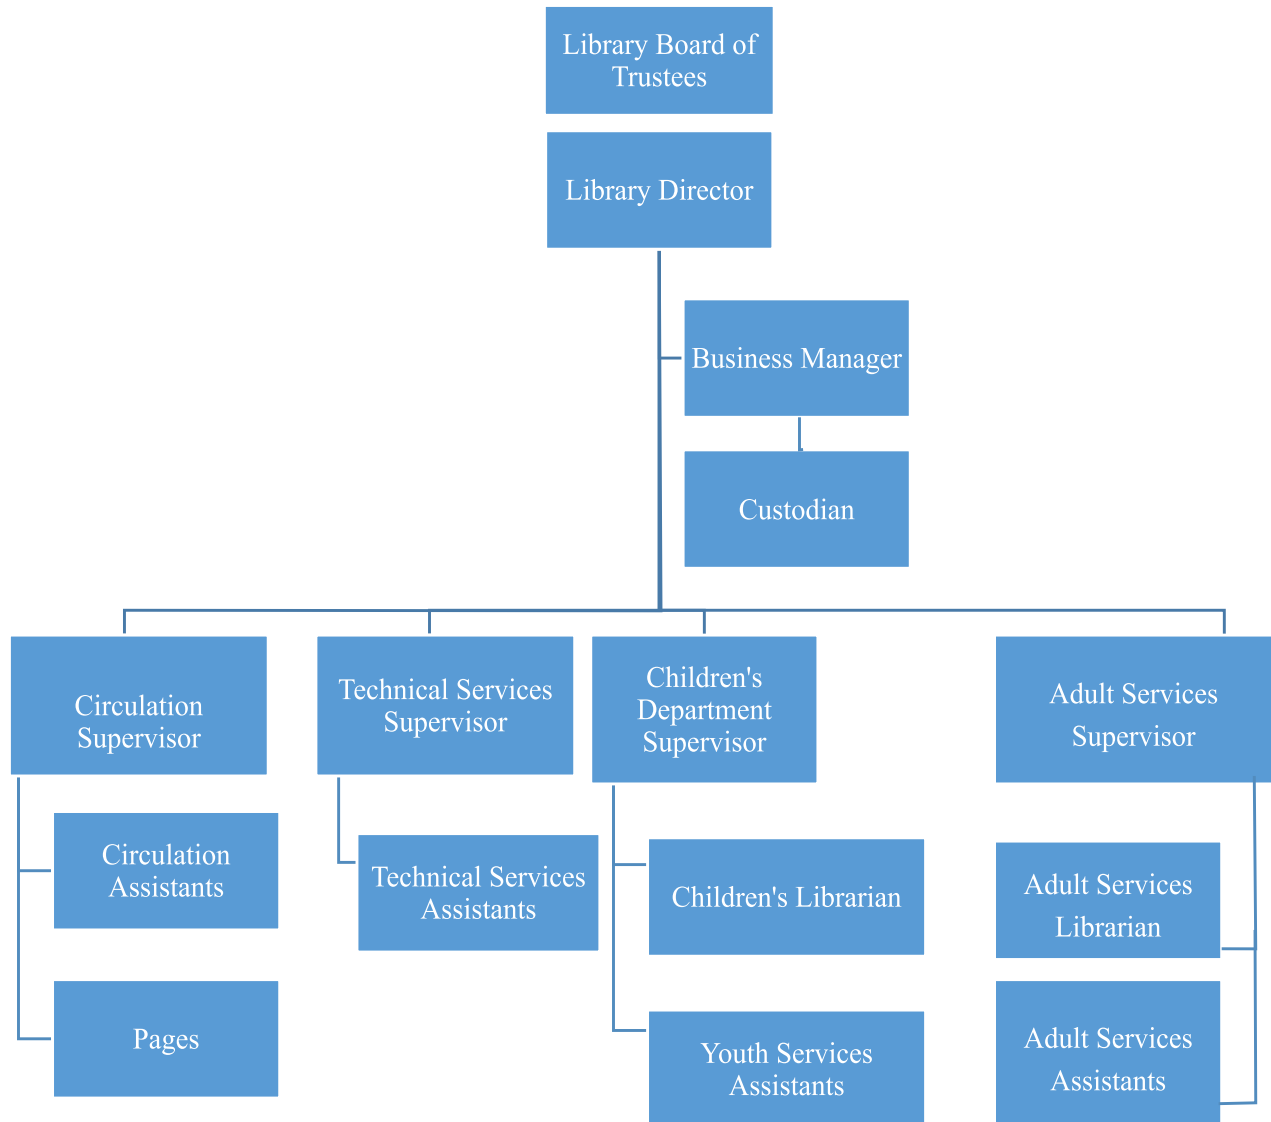 Library Board of
Trustees
Library Director
Business Manager
Custodian
Circulation
Supervisor
Technical Services
Supervisor
Children's
Department
Supervisor
Adult Services
Supervisor
Circulation
Assistants
Technical Services
Assistants
Children's Librarian
Adult Services
Librarian
Pages
Youth Services
Assistants
Adult Services
Assistants